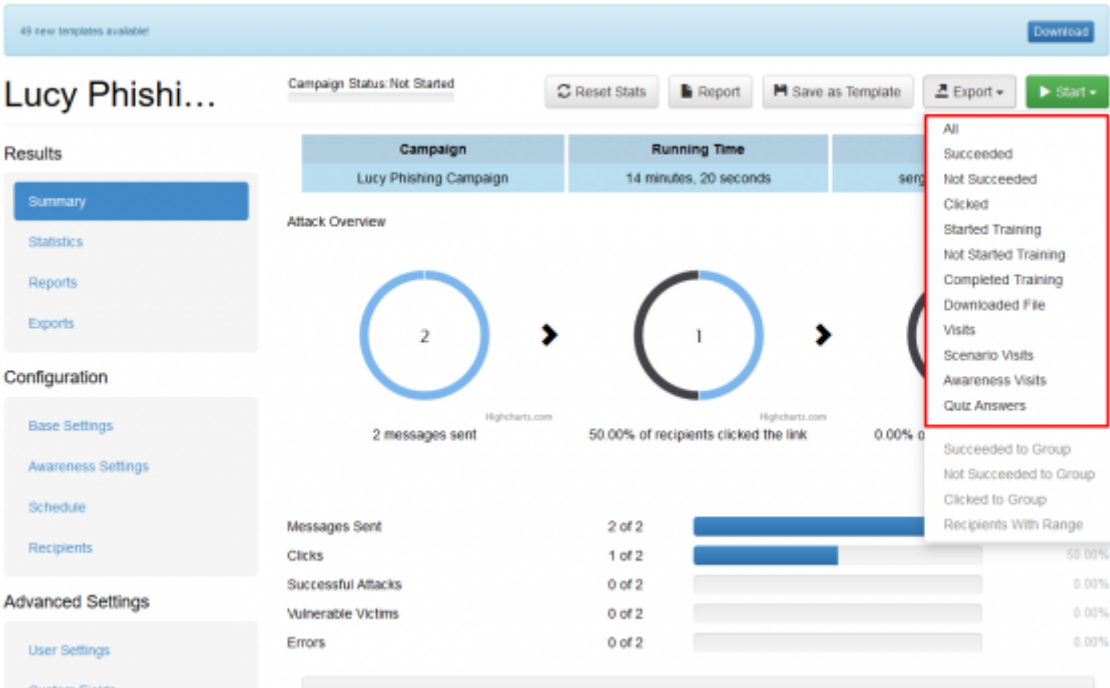 49 new templates available!
Download
Lucy Phishi...
Campaign Status: Not Started
Reset Stats
Report
Save as Template
Export
Start
Results
Summary
Statistics
Reports
Exports
Configuration
Base Settings
Awareness Settings
Schedule
Recipients
Advanced Settings
User Settings
Custom Fields
Campaign
Running Time
Lucy Phishing Campaign
14 minutes, 20 seconds
serg
Attack Overview
2
1
Highcharts.com
Highcharts.com
2 messages sent
50.00% of recipients clicked the link
0.00% o
All
Succeeded
Not Succeeded
Clicked
Started Training
Not Started Training
Completed Training
Downloaded File
Visits
Scenario Visits
Awareness Visits
Quiz Answers
Succeeded to Group
Not Succeeded to Group
Clicked to Group
Recipients With Range
Messages Sent 2 of 2
Clicks 1 of 2 50.00%
Successful Attacks 0 of 2 0.00%
Vulnerable Victims 0 of 2 0.00%
Errors 0 of 2 0.00%